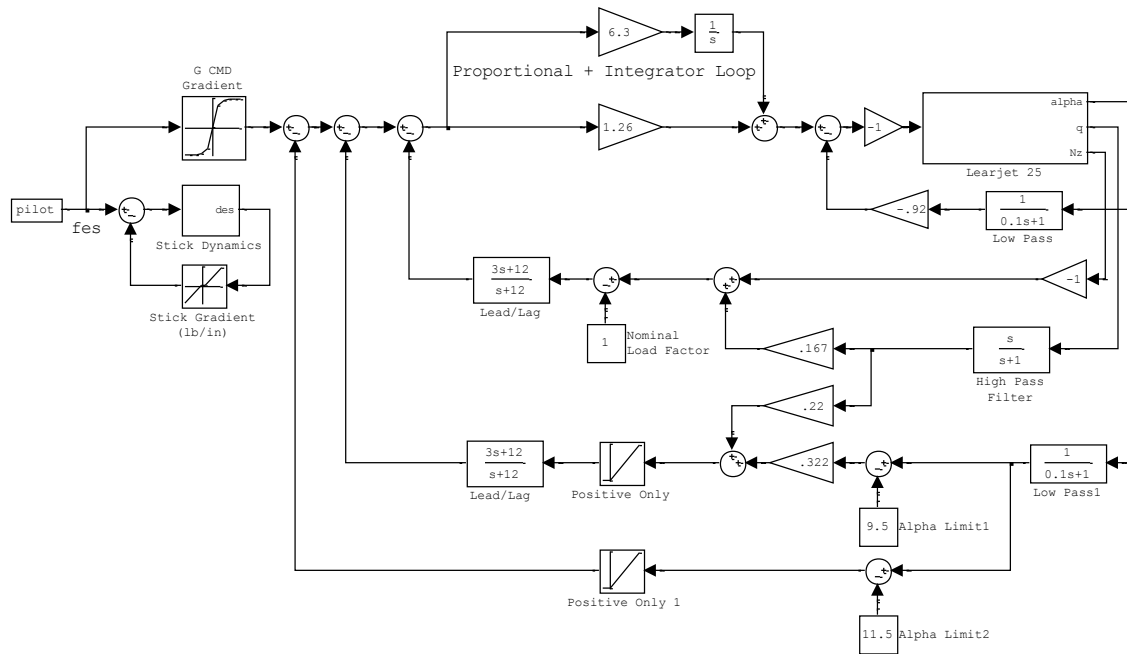 6.3
1
s
Proportional + Integrator Loop
G CMD
Gradient
1.26
-1
alpha
q
Nz
Learjet 25
pilot
fes
des
Stick Dynamics
-.92
1
0.1s+1
Low Pass
Stick Gradient
(lb/in)
3s+12
s+12
Lead/Lag
-1
1
Nominal
Load Factor
.167
s
s+1
High Pass
Filter
.22
3s+12
s+12
Lead/Lag
Positive Only
.322
1
0.1s+1
Low Pass1
9.5
Alpha Limit1
Positive Only 1
11.5
Alpha Limit2